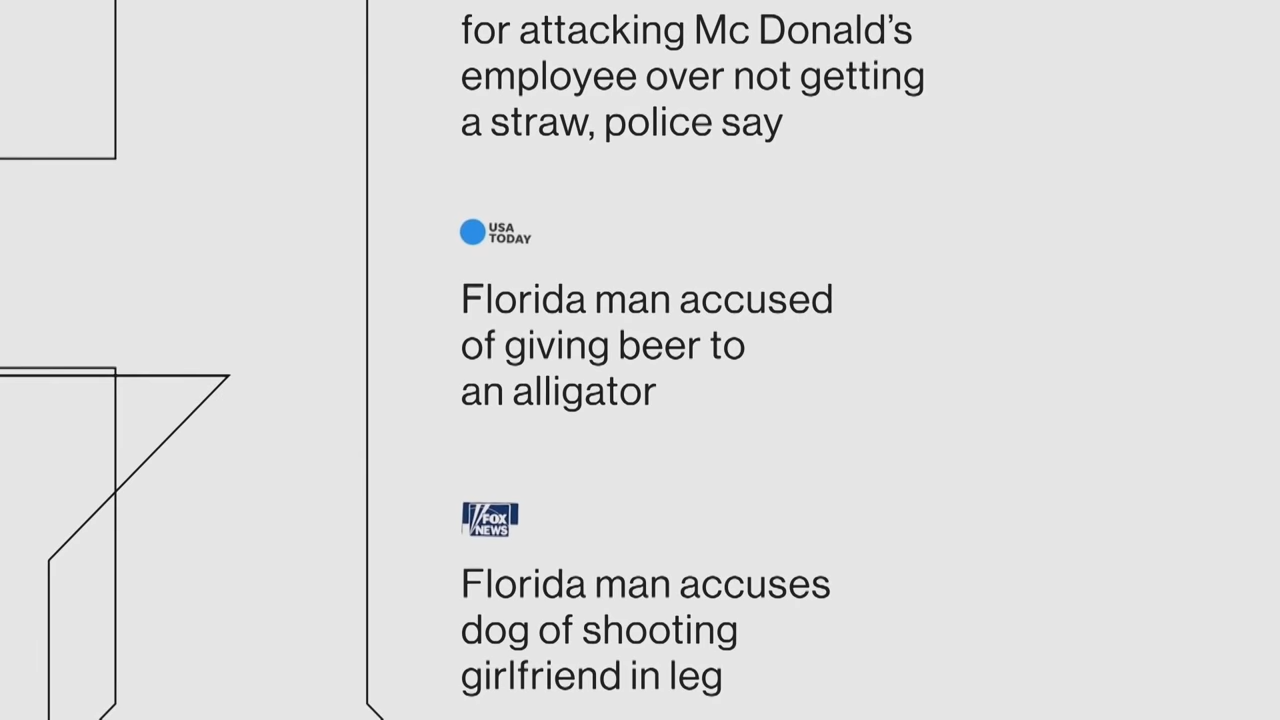 for attacking Mc Donald’s
employee over not getting
a straw, police say
USA
TODAY
Florida man accused
of giving beer to
an alligator
FOX
NEWS
Florida man accuses
dog of shooting
girlfriend in leg